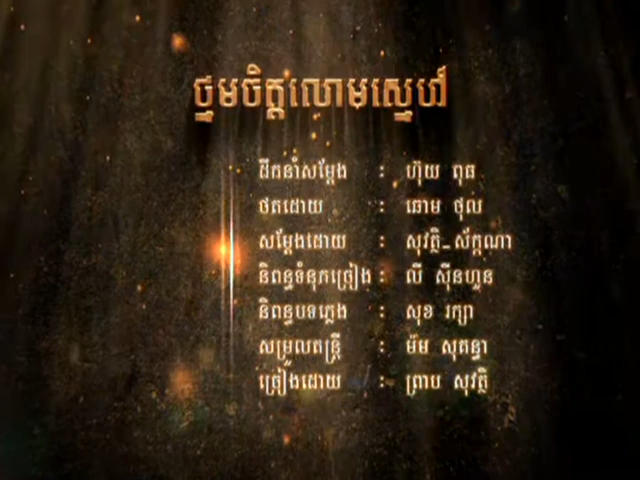 ថ្នមចិត្តលោមស្នេហ៍
ដឹកនាំសម្តែង : ហ៊ុយ ពុធ
ថតដោយ : ឆោម ថុល
សម្តែងដោយ : សុវត្ថិ - ស័ក្កណា
និពន្ធទំនុកច្រៀង : លី ស៊ីនហួន
និពន្ធបទភ្លេង : សុខ រក្សា
សម្រួលតន្ត្រី : ម៉ម សុគន្ធា
ច្រៀងដោយ : ព្រាប សុវត្ថិ